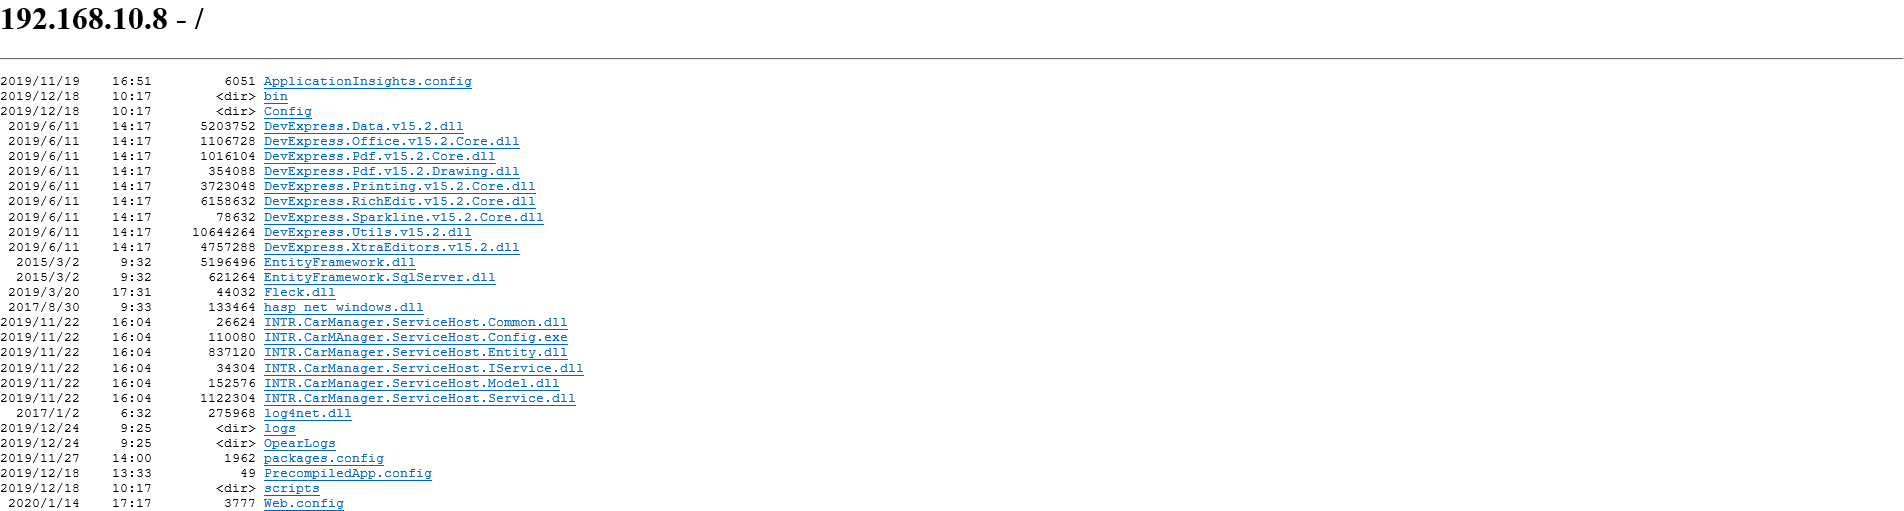 192.168.10.8 - /
2019/11/19 16:51 6051 ApplicationInsights.config
2019/12/18 10:17 <dir> bin
2019/12/18 10:17 <dir> Config
2019/6/11 14:17 5203752 DevExpress.Data.v15.2.dll
2019/6/11 14:17 1106728 DevExpress.Office.v15.2.Core.dll
2019/6/11 14:17 1016104 DevExpress.Pdf.v15.2.Core.dll
2019/6/11 14:17 354088 DevExpress.Pdf.v15.2.Drawing.dll
2019/6/11 14:17 3723048 DevExpress.Printing.v15.2.Core.dll
2019/6/11 14:17 6158632 DevExpress.RichEdit.v15.2.Core.dll
2019/6/11 14:17 78632 DevExpress.Sparkline.v15.2.Core.dll
2019/6/11 14:17 10644264 DevExpress.Utils.v15.2.dll
2019/6/11 14:17 4757288 DevExpress.XtraEditors.v15.2.dll
2015/3/2 9:32 5196496 EntityFramework.dll
2015/3/2 9:32 621264 EntityFramework.SqlServer.dll
2019/3/20 17:31 44032 Fleck.dll
2017/8/30 9:33 133464 hasp_net_windows.dll
2019/11/22 16:04 26624 INTR.CarManager.ServiceHost.Common.dll
2019/11/22 16:04 110080 INTR.CarMAnager.ServiceHost.Config.exe
2019/11/22 16:04 837120 INTR.CarManager.ServiceHost.Entity.dll
2019/11/22 16:04 34304 INTR.CarManager.ServiceHost.IService.dll
2019/11/22 16:04 152576 INTR.CarManager.ServiceHost.Model.dll
2019/11/22 16:04 1122304 INTR.CarManager.ServiceHost.Service.dll
2017/1/2 6:32 275968 log4net.dll
2019/12/24 9:25 <dir> logs
2019/12/24 9:25 <dir> OpearLogs
2019/11/27 14:00 1962 packages.config
2019/12/18 13:33 49 PrecompiledApp.config
2019/12/18 10:17 <dir> scripts
2020/1/14 17:17 3777 Web.config